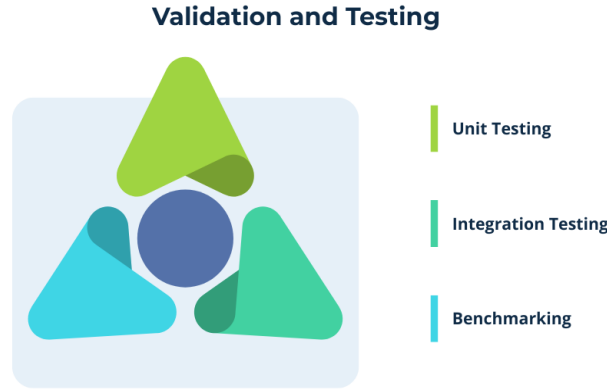 Validation and Testing
Unit Testing
Integration Testing
Benchmarking